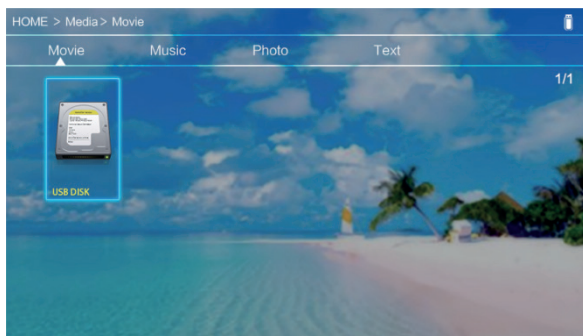 HOME > Media > Movie
Movie Music Photo Text
1/1
USB DISK